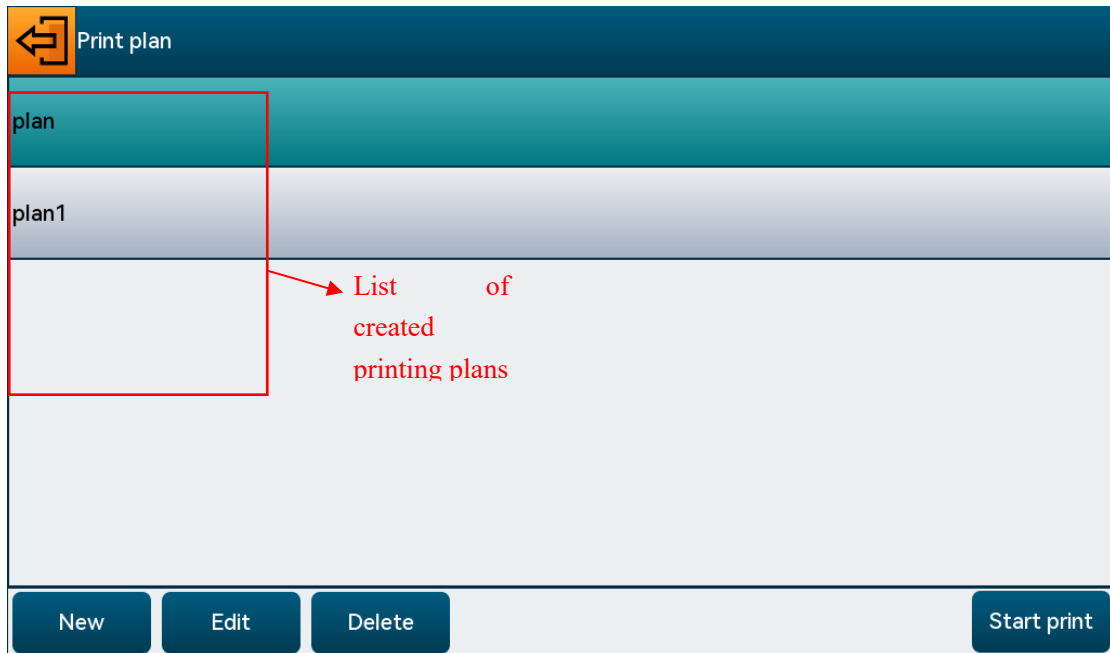 Print plan
plan
plan1
List of
created
printing plans
New Edit Delete Start print